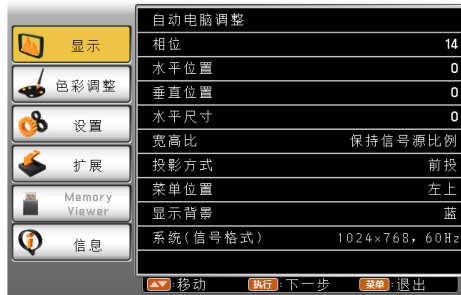 显示
色彩调整
设置
扩展
Memory
Viewer
信息
自动电脑调整
相位 14
水平位置 0
垂直位置 0
水平尺寸 0
宽高比 保持信号源比例
投影方式 前投
菜单位置 左上
显示背景 蓝
系统(信号格式) 1024×768, 60Hz
:移动 执行:下一步 菜单:退出